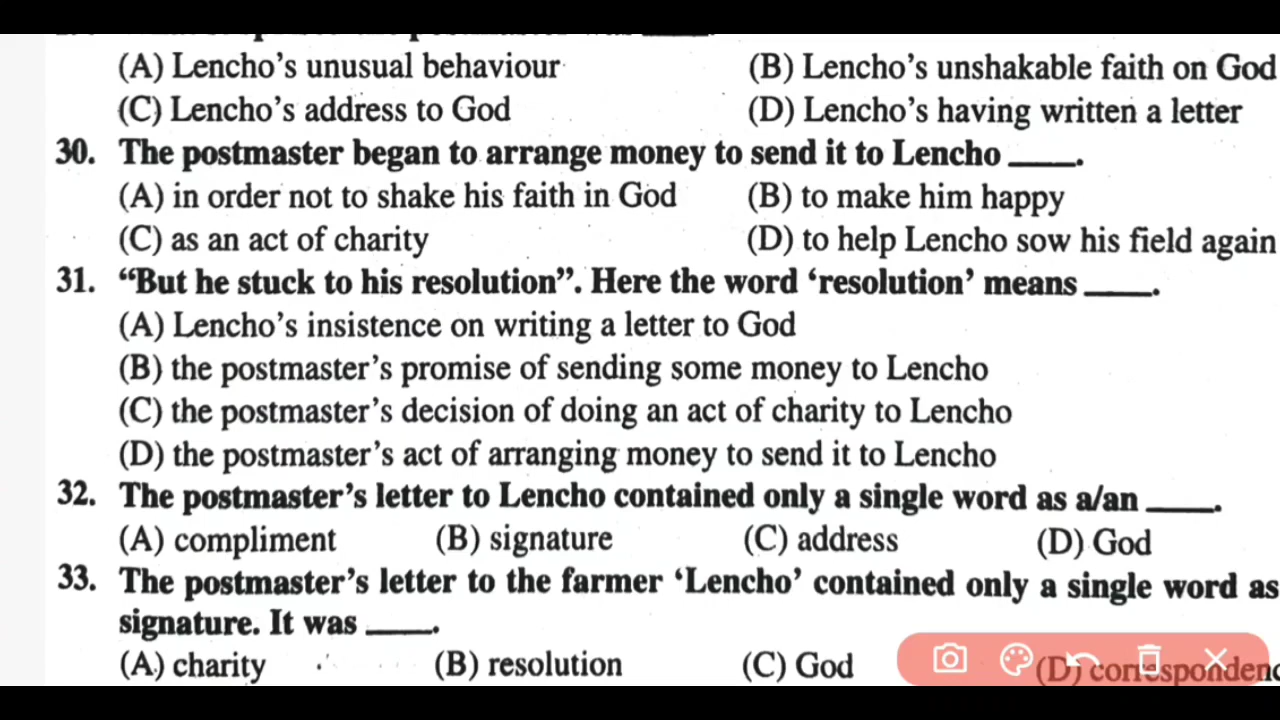 (A) Lencho's unusual behaviour (B) Lencho's unshakable faith on God
(C) Lencho's address to God (D) Lencho's having written a letter
30. The postmaster began to arrange money to send it to Lencho ____.
(A) in order not to shake his faith in God (B) to make him happy
(C) as an act of charity (D) to help Lencho sow his field again
31. “But he stuck to his resolution”. Here the word ‘resolution’ means ____.
(A) Lencho's insistence on writing a letter to God
(B) the postmaster's promise of sending some money to Lencho
(C) the postmaster's decision of doing an act of charity to Lencho
(D) the postmaster's act of arranging money to send it to Lencho
32. The postmaster's letter to Lencho contained only a single word as a/an ____.
(A) compliment (B) signature (C) address (D) God
33. The postmaster's letter to the farmer ‘Lencho’ contained only a single word as
signature. It was ____.
(A) charity (B) resolution (C) God (D)